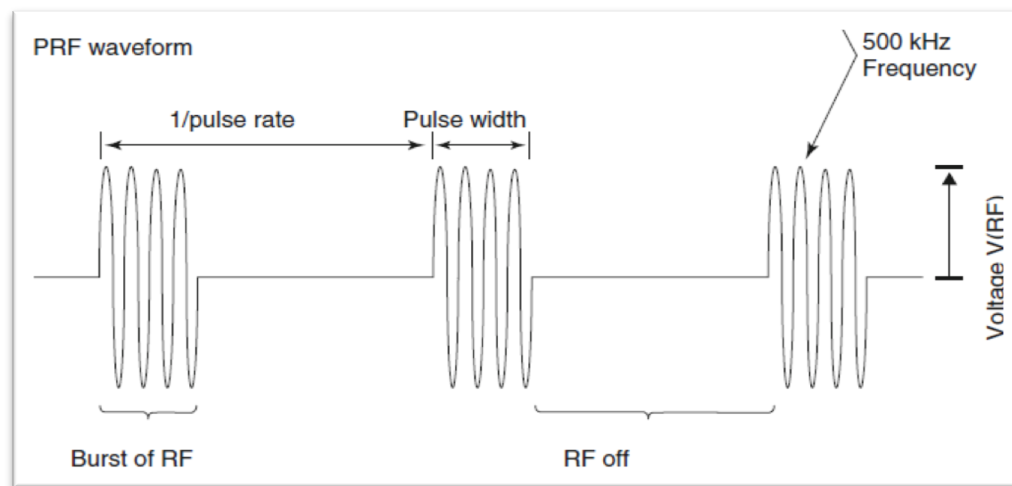 PRF waveform
500 kHz
Frequency
1/pulse rate
Pulse width
Voltage V(RF)
Burst of RF
RF off